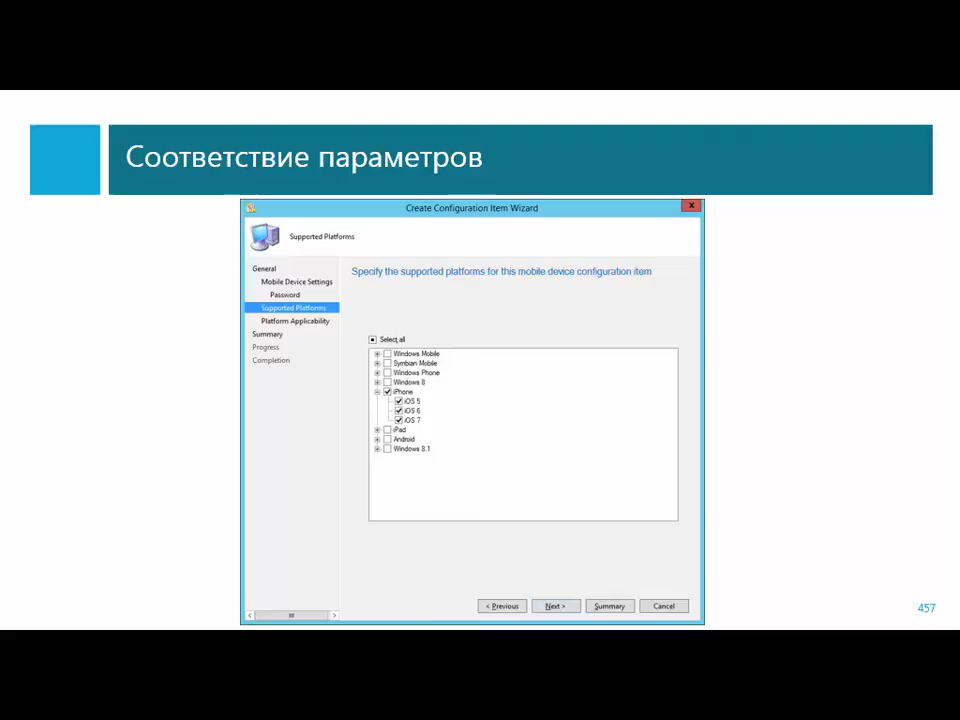 Соответствие параметров
Create Configuration Item Wizard
x
Supported Platforms
General
Mobile Device Settings
Password
Supported Platforms
Platform Applicability
Summary
Progress
Completion
Specify the supported platforms for this mobile device configuration item
Select all
Windows Mobile
Symbian Mobile
Windows Phone
Windows 8
iPhone
iOS 5
iOS 6
iOS 7
iPad
Android
Windows 8.1
< Previous
Next >
Summary
Cancel
457